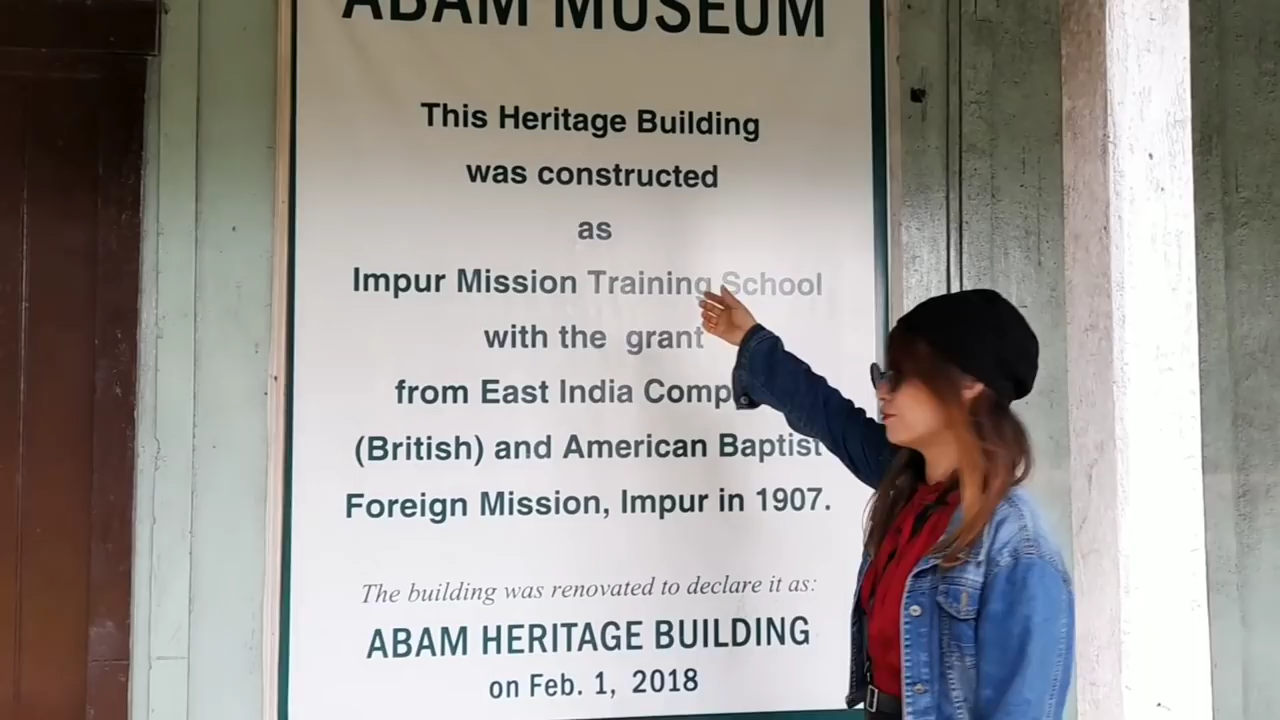 ABAM MUSEUM
This Heritage Building
was constructed
as
Impur Mission Training School
with the grant
from East India Comp
(British) and American Baptist
Foreign Mission, Impur in 1907.
The building was renovated to declare it as:
ABAM HERITAGE BUILDING
on Feb. 1, 2018